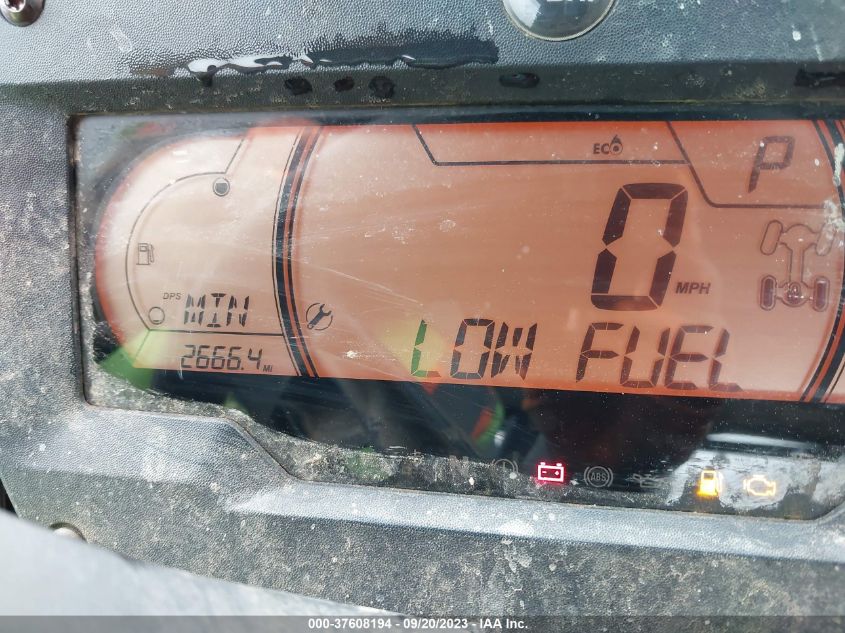 ECO
P
0
MPH
DPS MIN
LOW FUEL
2666.4 MI
ABS
000-37608194 - 09/20/2023 - IAA Inc.